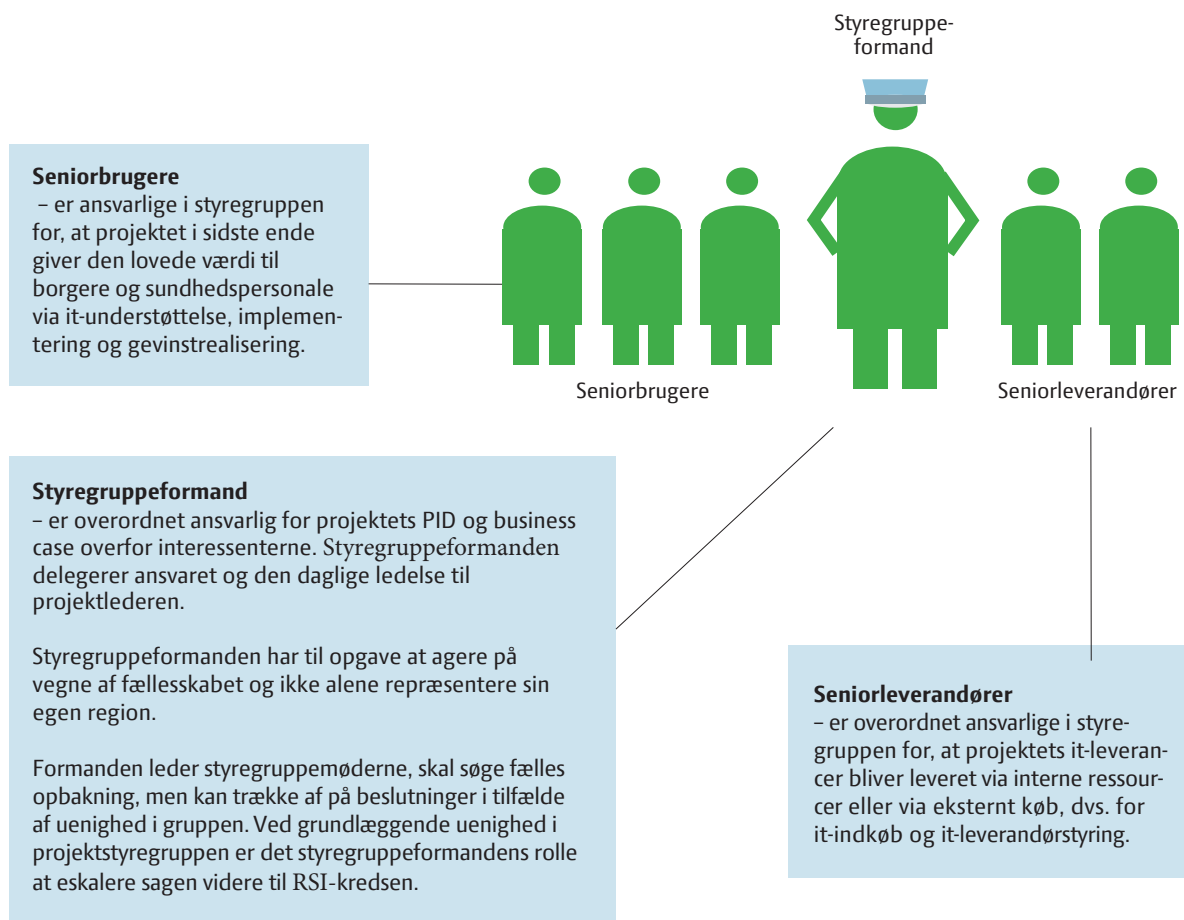 Styregruppe-
formand
Seniorbrugere
– er ansvarlige i styregruppen
for, at projektet i sidste ende
giver den lovede værdi til
borgere og sundhedspersonale
via it-understøttelse, implemen-
tering og gevinstrealisering.
Seniorbrugere
Seniorleverandører
Styregruppeformand
– er overordnet ansvarlig for projektets PID og business
case overfor interessenterne. Styregruppeformanden
delegerer ansvaret og den daglige ledelse til
projektlederen.
Styregruppeformanden har til opgave at agere på
vegne af fællesskabet og ikke alene repræsentere sin
egen region.
Formanden leder styregruppemøderne, skal søge fælles
opbakning, men kan trække af på beslutninger i tilfælde
af uenighed i gruppen. Ved grundlæggende uenighed i
projektstyregruppen er det styregruppeformandens rolle
at eskalere sagen videre til RSI-kredsen.
Seniorleverandører
– er overordnet ansvarlige i styre-
gruppen for, at projektets it-leveran-
cer bliver leveret via interne ressour-
cer eller via eksternt køb, dvs. for
it-indkøb og it-leverandørstyring.